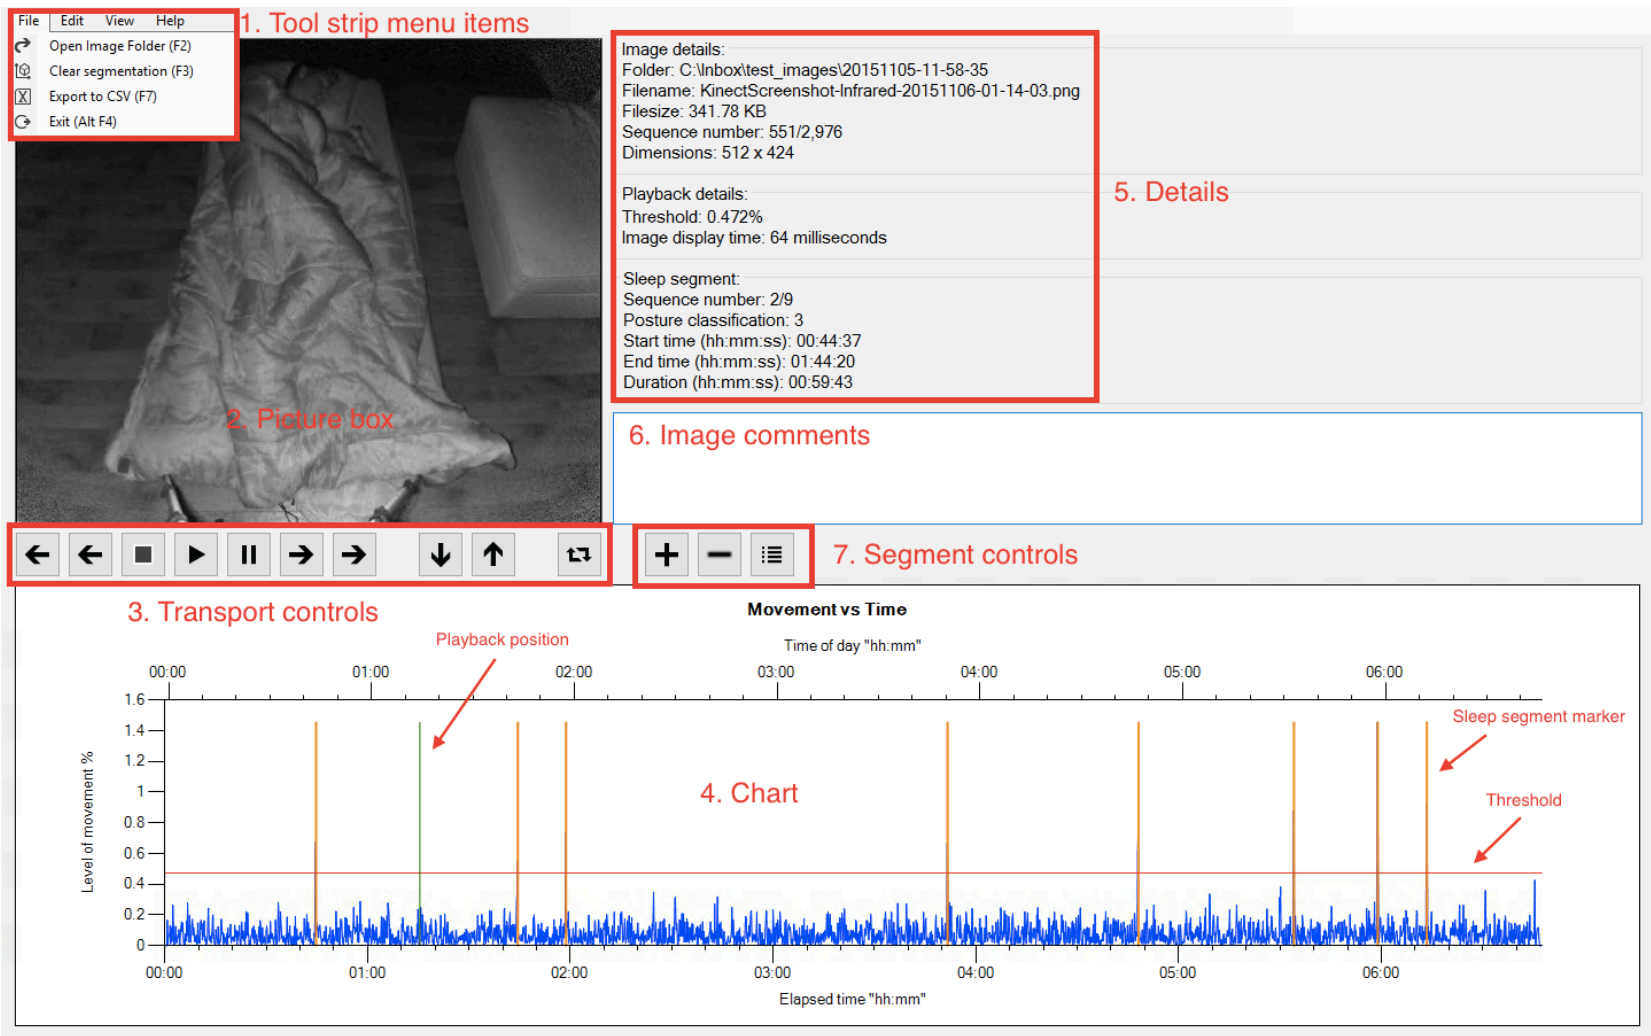 File Edit View Help
1. Tool strip menu items
Open Image Folder (F2)
Clear segmentation (F3)
Export to CSV (F7)
Exit (Alt F4)
2. Picture box
Image details:
Folder: C:\Inbox\test_images\20151105-11-58-35
Filename: KinectScreenshot-Infrared-20151106-01-14-03.png
Filesize: 341.78 KB
Sequence number: 551/2,976
Dimensions: 512 x 424
Playback details:
Threshold: 0.472%
Image display time: 64 milliseconds
Sleep segment:
Sequence number: 2/9
Posture classification: 3
Start time (hh:mm:ss): 00:44:37
End time (hh:mm:ss): 01:44:20
Duration (hh:mm:ss): 00:59:43
5. Details
6. Image comments
7. Segment controls
3. Transport controls
Movement vs Time
Playback position
Time of day "hh:mm"
00:00 01:00 02:00 03:00 04:00 05:00 06:00
1.6
1.4
1.2
1
0.8
0.6
0.4
0.2
0
Level of movement %
Sleep segment marker
4. Chart
Threshold
00:00 01:00 02:00 03:00 04:00 05:00 06:00
Elapsed time "hh:mm"